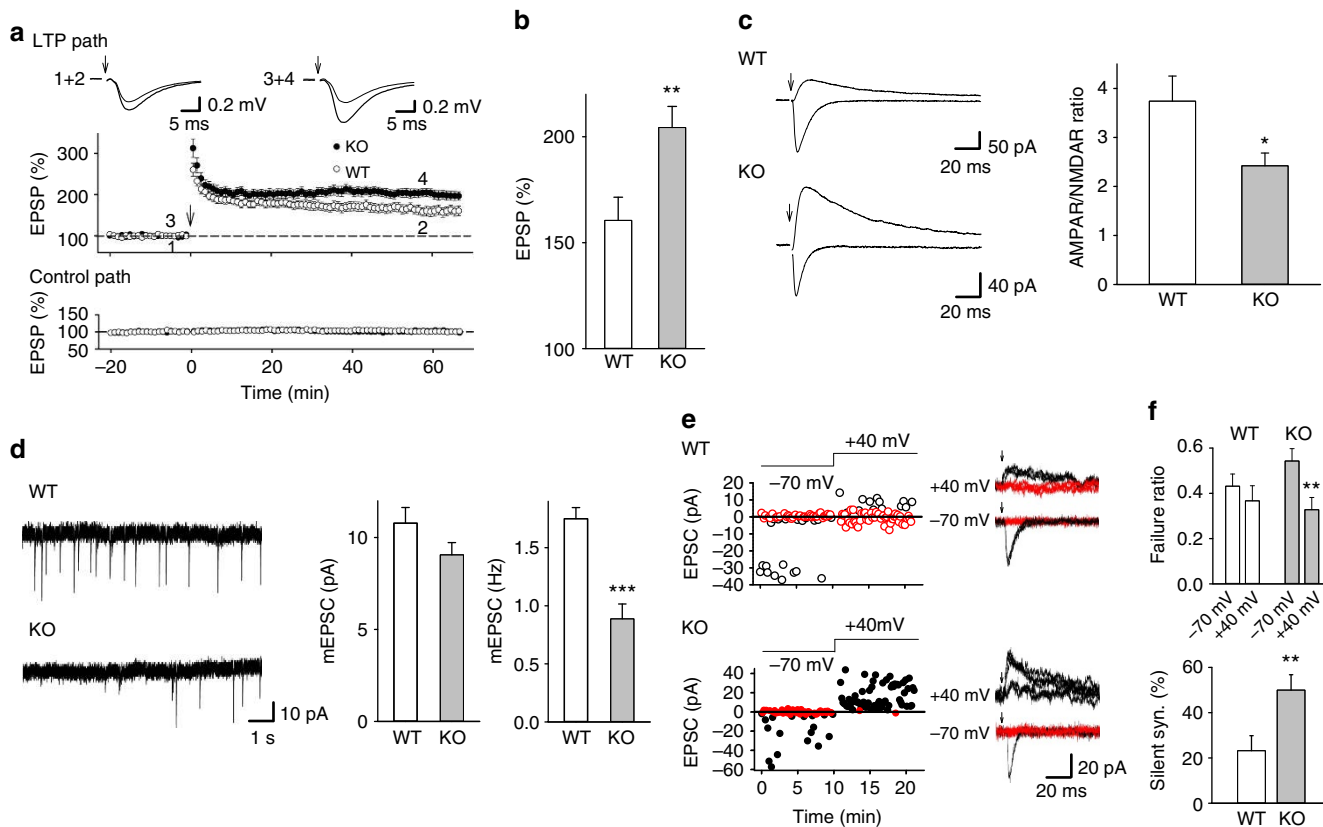 a
LTP path
1+2
0.2 mV
5 ms
3+4
0.2 mV
5 ms
EPSP (%)
300
200
100
KO
WT
4
2
3
1
Control path
EPSP (%)
150
100
50
−20
0
20
40
60
Time (min)
b
EPSP (%)
200
150
100
**
WT
KO
c
WT
50 pA
20 ms
KO
40 pA
20 ms
AMPAR/NMDAR ratio
4
3
2
1
0
*
WT
KO
d
WT
KO
10 pA
1 s
mEPSC (pA)
10
5
0
WT
KO
mEPSC (Hz)
1.5
1.0
0.5
0.0
***
WT
KO
e
WT
+40 mV
−70 mV
EPSC (pA)
20
10
0
−10
−20
−30
−40
+40 mV
−70 mV
KO
+40mV
−70 mV
EPSC (pA)
40
20
0
−20
−40
−60
0
5
10
15
20
Time (min)
+40 mV
−70 mV
20 pA
20 ms
f
WT
KO
Failure ratio
0.6
0.4
0.2
0.0
**
−70 mV
+40 mV
−70 mV
+40 mV
Silent syn. (%)
60
40
20
0
**
WT
KO